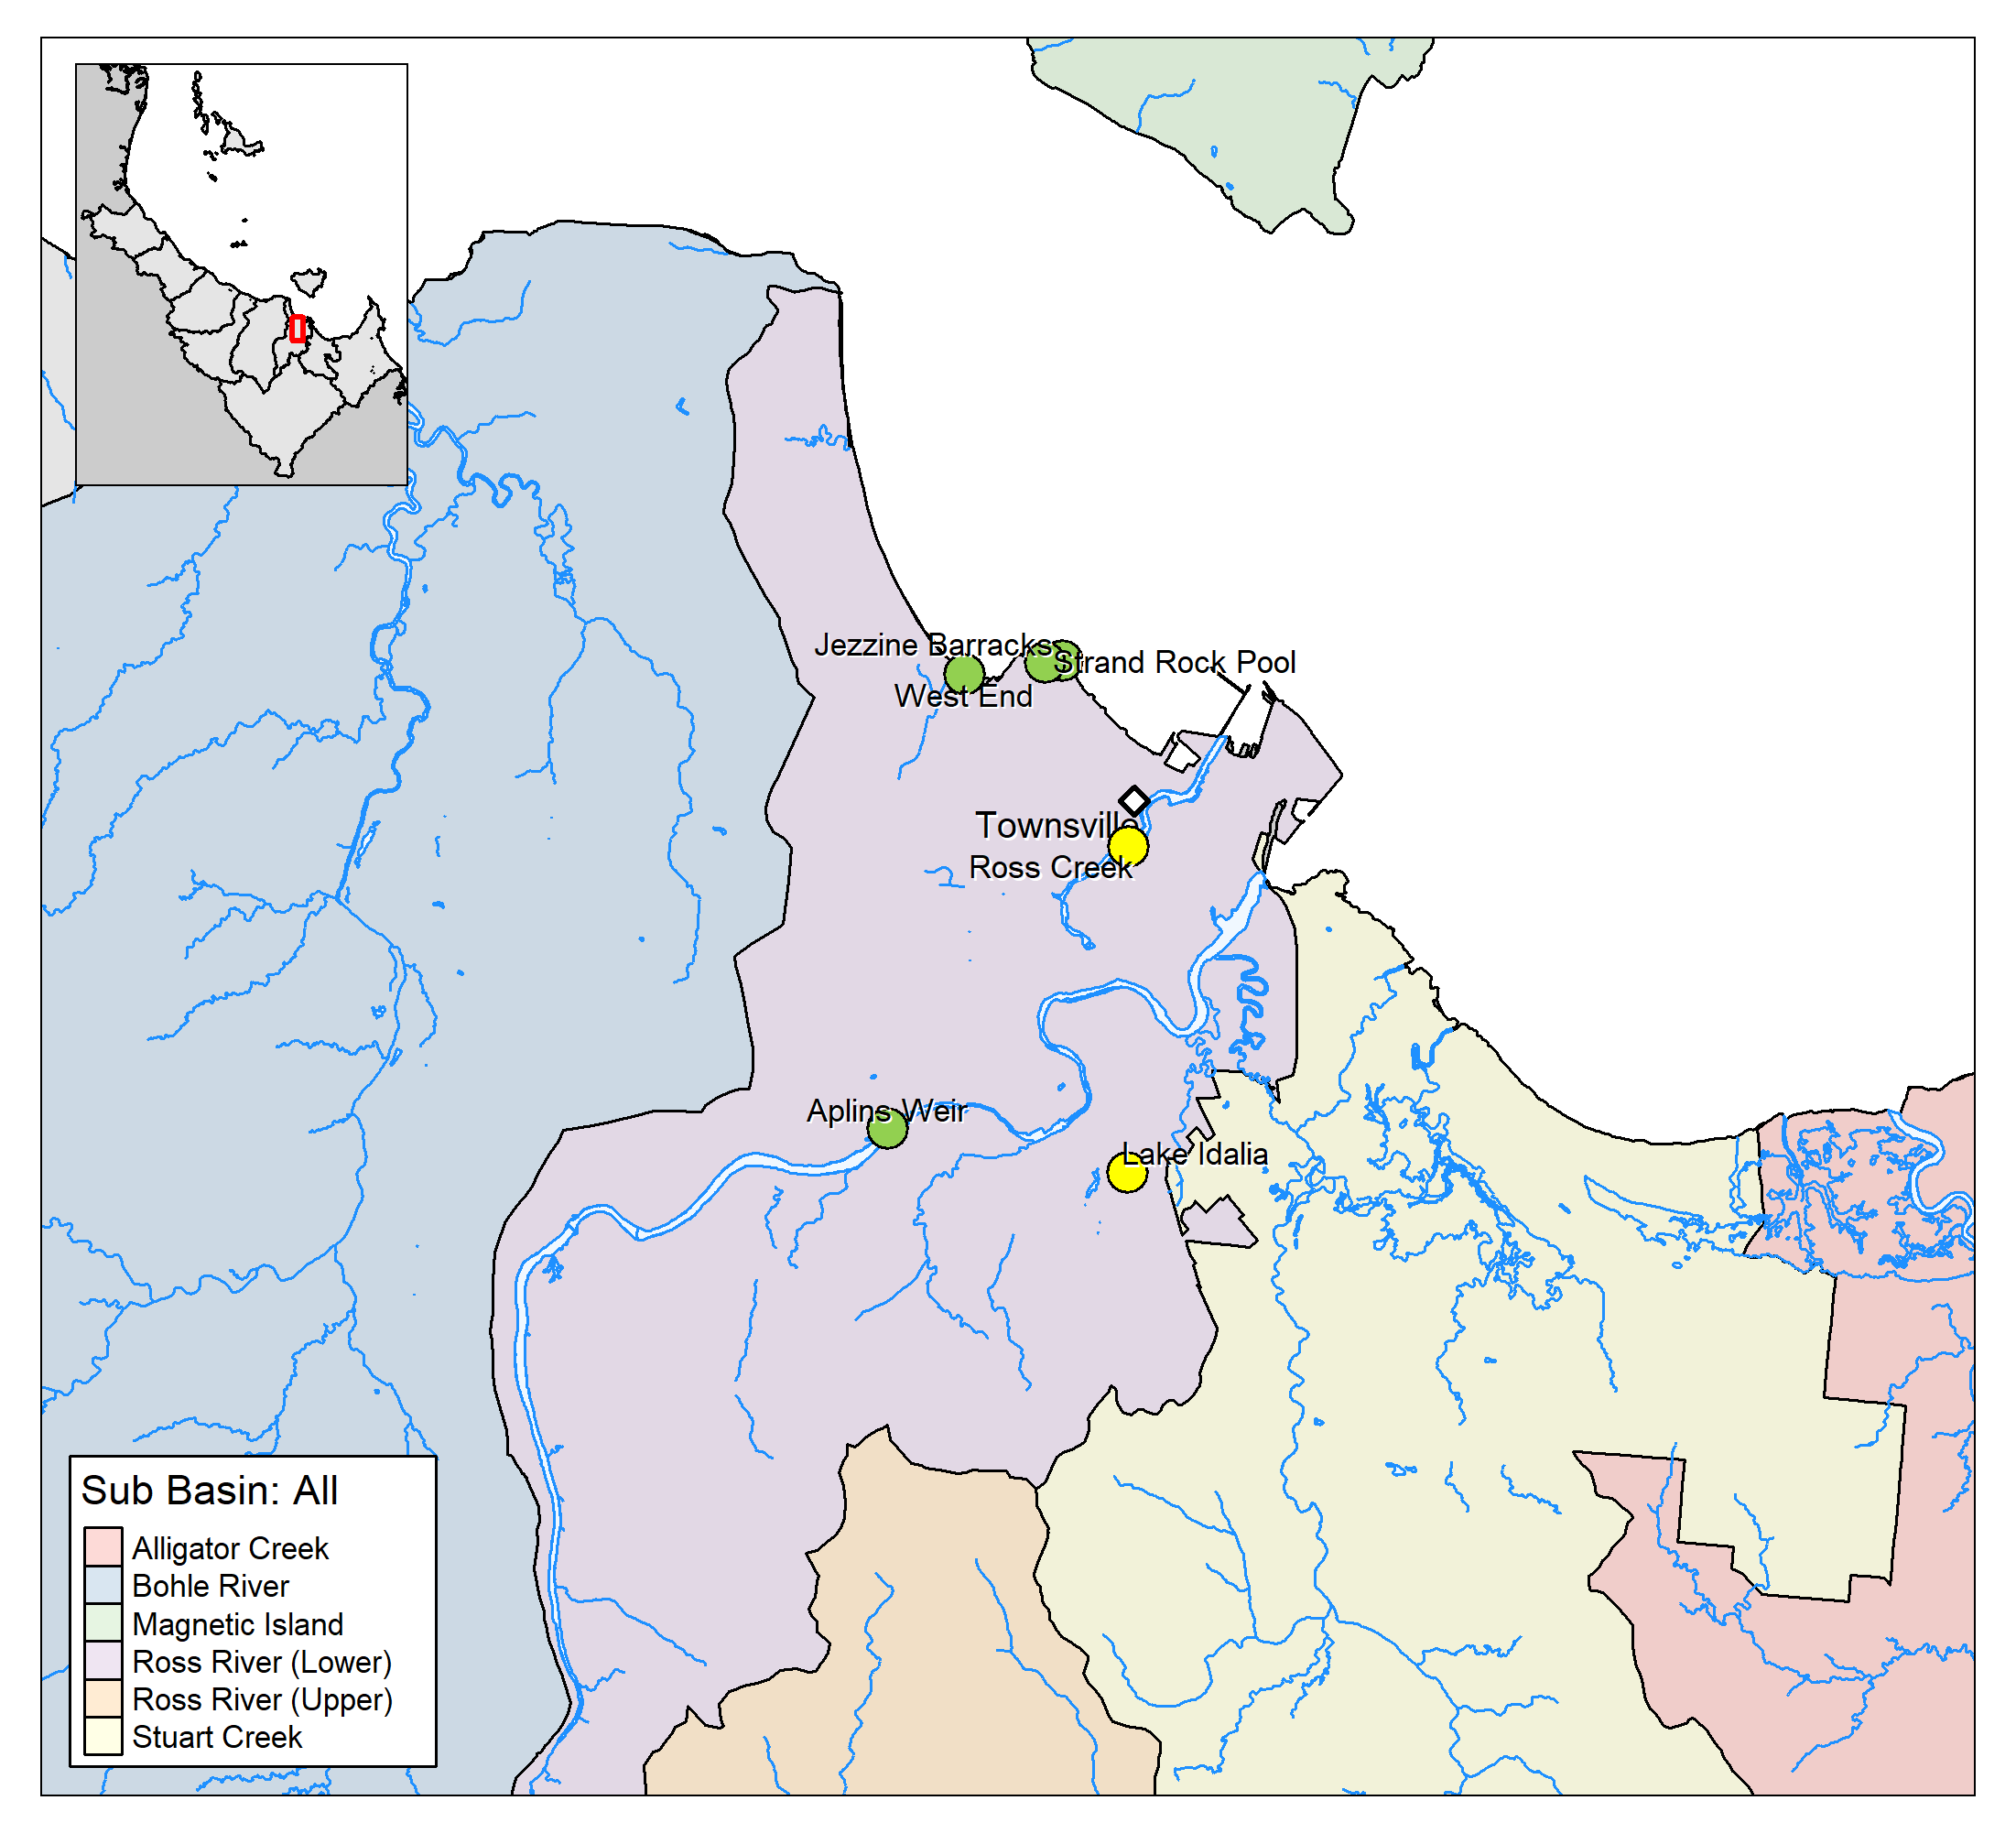 Jezzine Barracks
Strand Rock Pool
West End
Townsville
Ross Creek
Aplins Weir
Lake Idalia
Sub Basin: All
Alligator Creek
Bohle River
Magnetic Island
Ross River (Lower)
Ross River (Upper)
Stuart Creek